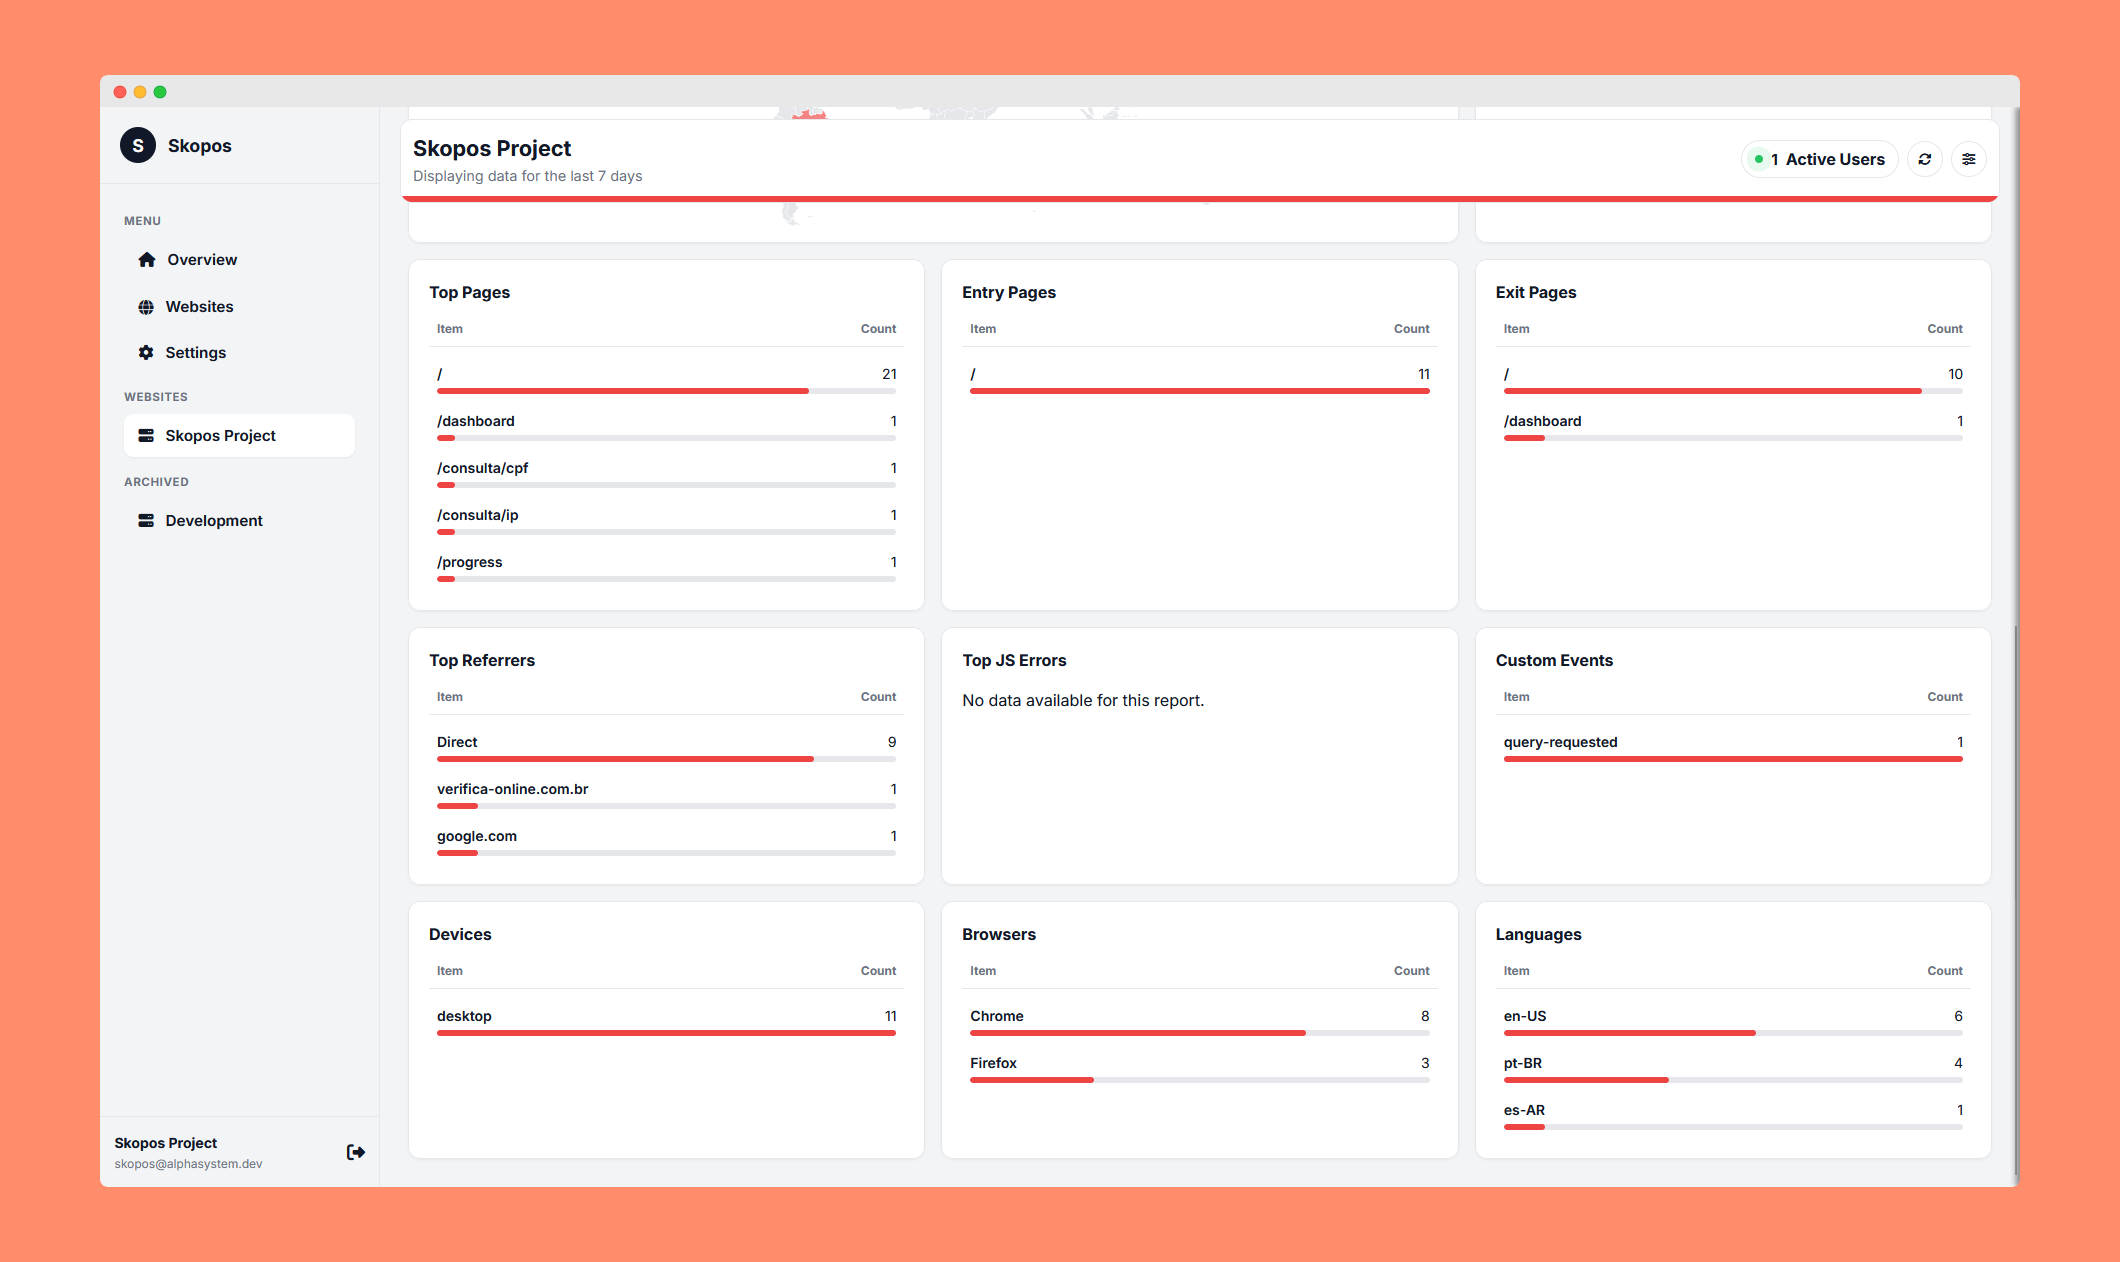 S Skopos
MENU
Overview
Websites
Settings
WEBSITES
Skopos Project
ARCHIVED
Development
Skopos Project
skopos@alphasystem.dev
Skopos Project
Displaying data for the last 7 days
1 Active Users
Top Pages
Item Count
/ 21
/dashboard 1
/consulta/cpf 1
/consulta/ip 1
/progress 1
Entry Pages
Item Count
/ 11
Exit Pages
Item Count
/ 10
/dashboard 1
Top Referrers
Item Count
Direct 9
verifica-online.com.br 1
google.com 1
Top JS Errors
No data available for this report.
Custom Events
Item Count
query-requested 1
Devices
Item Count
desktop 11
Browsers
Item Count
Chrome 8
Firefox 3
Languages
Item Count
en-US 6
pt-BR 4
es-AR 1